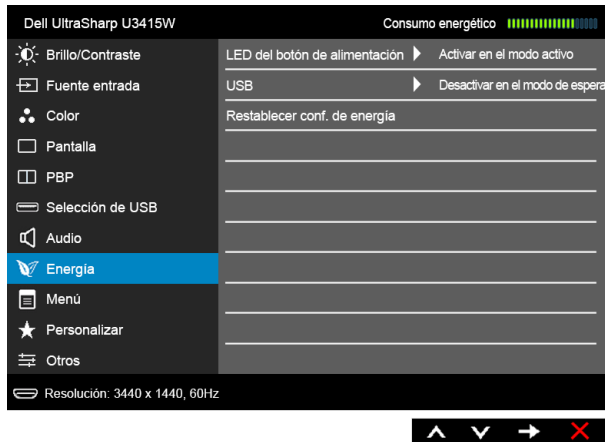 Dell UltraSharp U3415W Consumo energético
Brillo/Contraste LED del botón de alimentación Activar en el modo activo
Fuente entrada USB Desactivar en el modo de espera
Color Restablecer conf. de energía
Pantalla
PBP
Selección de USB
Audio
Energía
Menú
Personalizar
Otros
Resolución: 3440 x 1440, 60Hz